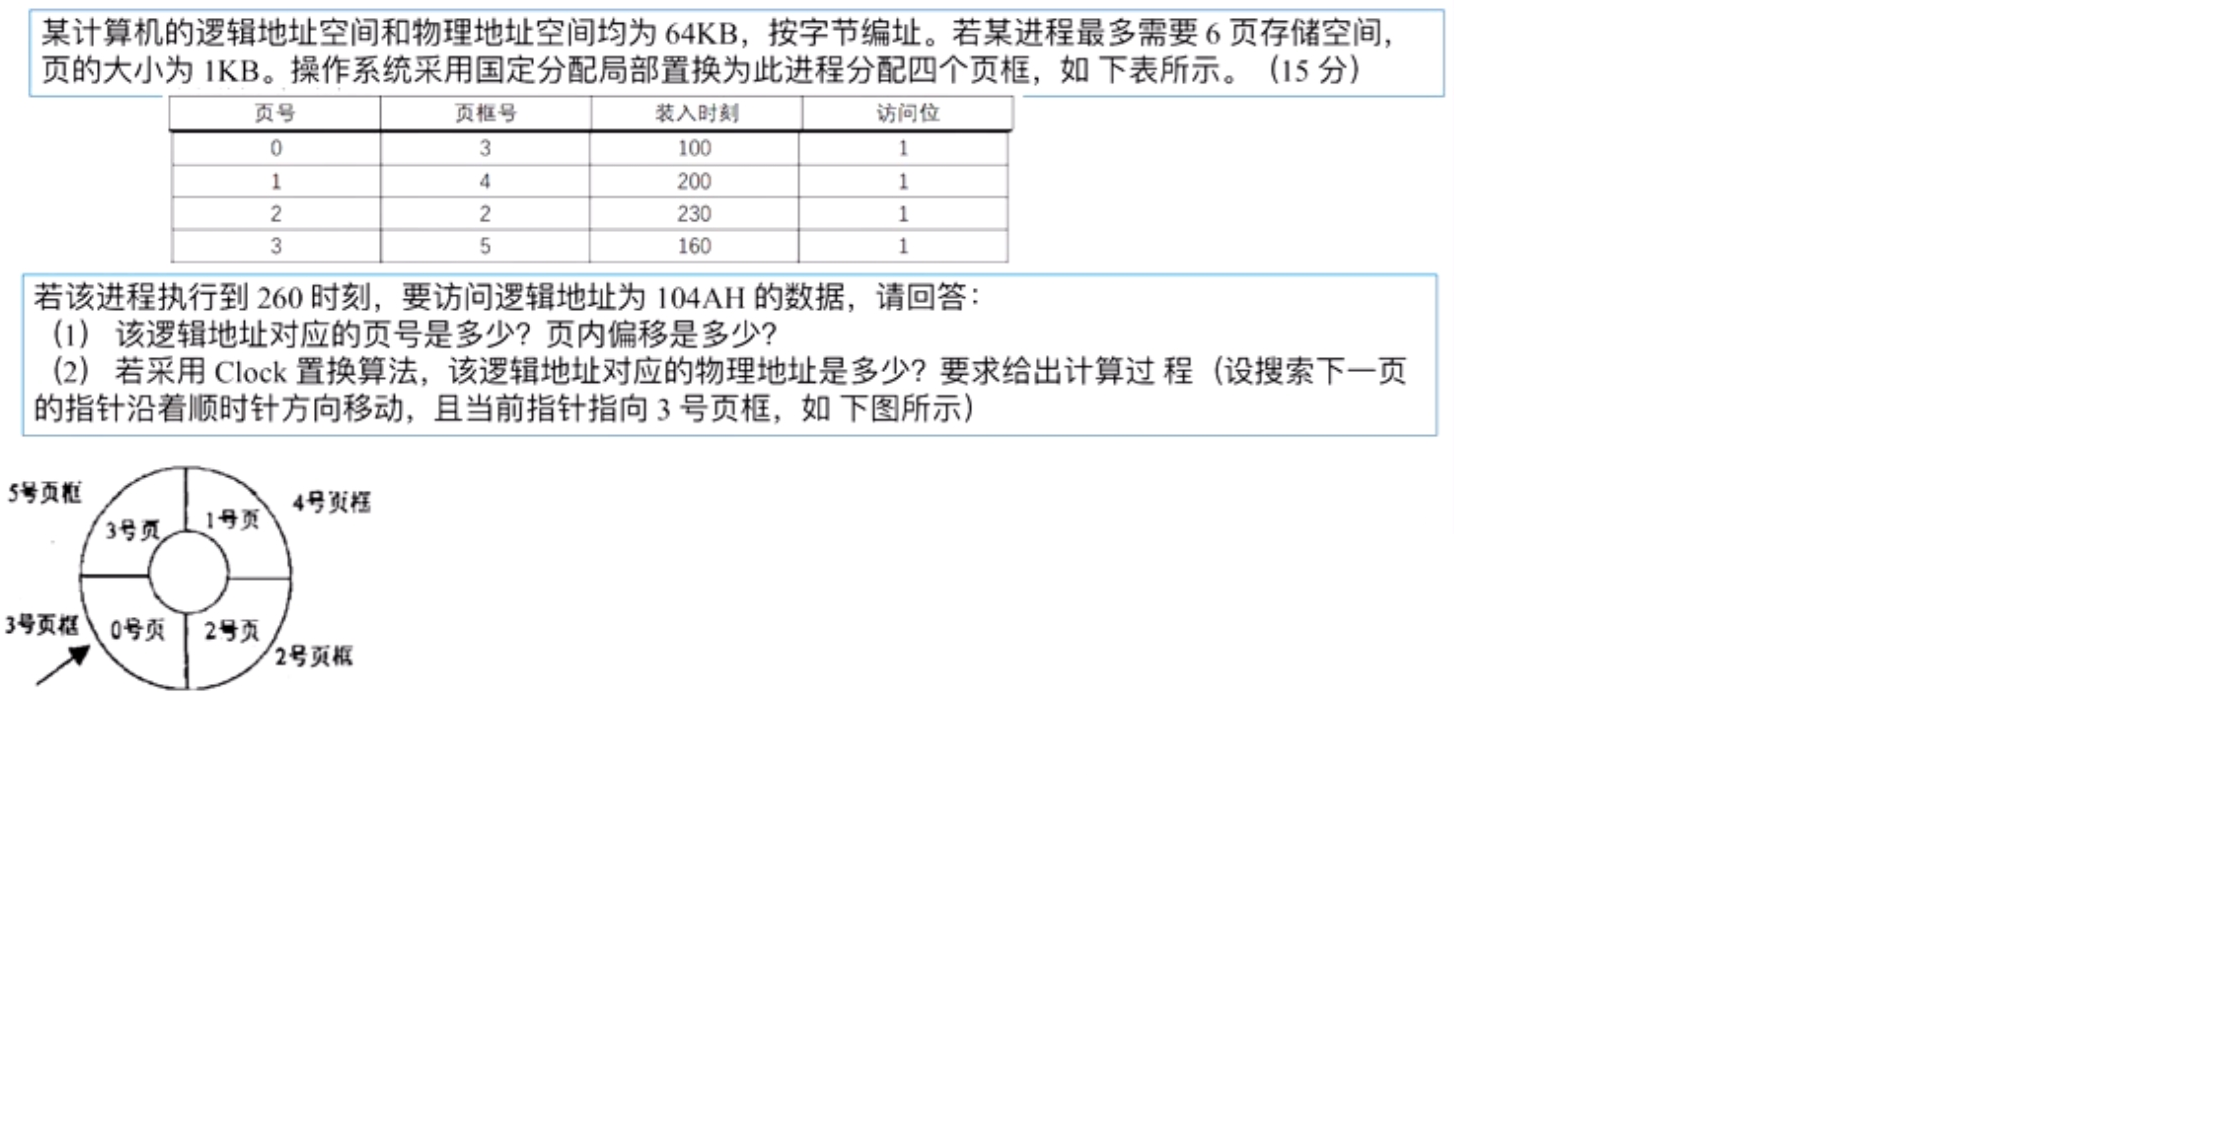 某计算机的逻辑地址空间和物理地址空间均为 64KB，按字节编址。若某进程最多需要 6 页存储空间，
页的大小为 1KB。操作系统采用国定分配局部置换为此进程分配四个页框，如 下表所示。（15 分）
页号 页框号 装入时刻 访问位
0 3 100 1
1 4 200 1
2 2 230 1
3 5 160 1
若该进程执行到 260 时刻，要访问逻辑地址为 104AH 的数据，请回答：
（1） 该逻辑地址对应的页号是多少？页内偏移是多少？
（2） 若采用 Clock 置换算法，该逻辑地址对应的物理地址是多少？要求给出计算过 程（设搜索下一页
的指针沿着顺时针方向移动，且当前指针指向 3 号页框，如 下图所示）
5号页框
4号页框
3号页
1号页
3号页框
0号页
2号页
2号页框